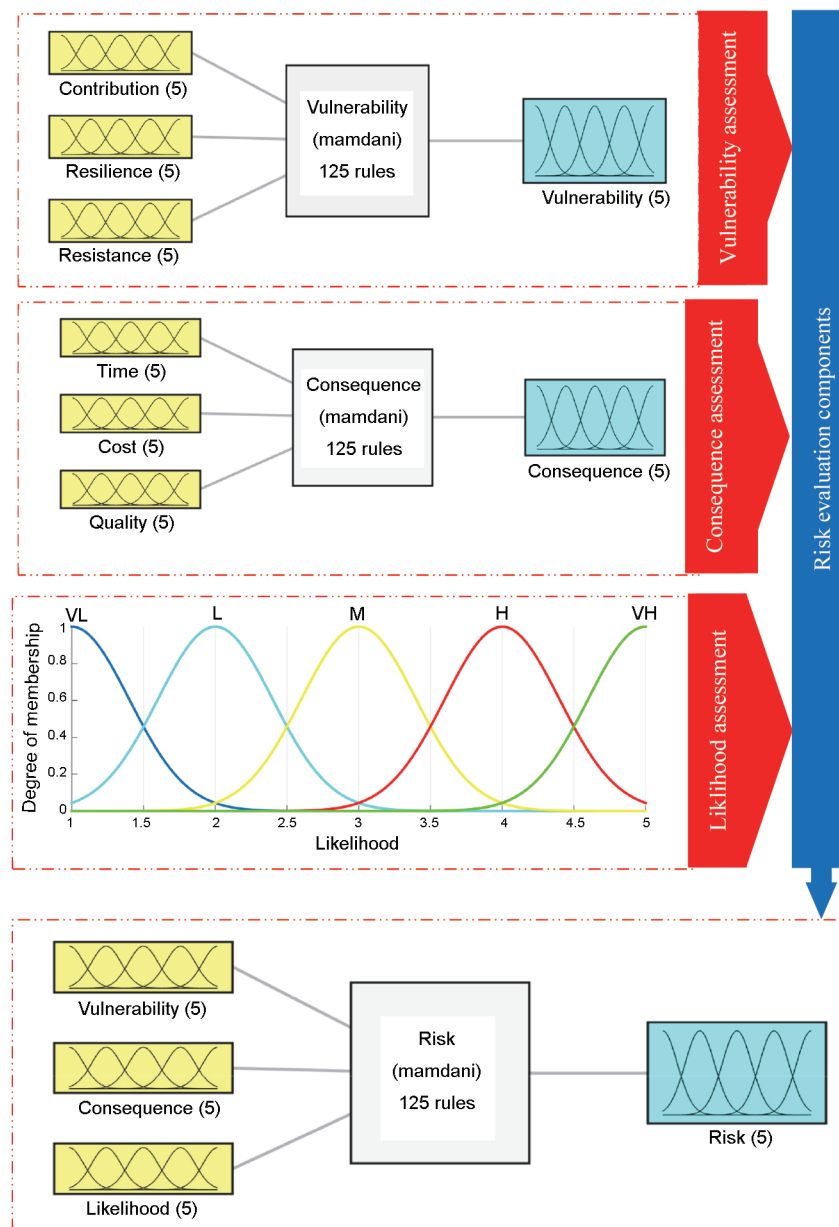 Contribution (5)
Resilience (5)
Resistance (5)
Vulnerability
(mamdani)
125 rules
Vulnerability (5)
Vulnerability assessment
Time (5)
Cost (5)
Quality (5)
Consequence
(mamdani)
125 rules
Consequence (5)
Consequence assessment
Risk evaluation components
VL L M H VH
Degree of membership
1
0.8
0.6
0.4
0.2
0
1 1.5 2 2.5 3 3.5 4 4.5 5
Likelihood
Liklihood assessment
Vulnerability (5)
Consequence (5)
Likelihood (5)
Risk
(mamdani)
125 rules
Risk (5)